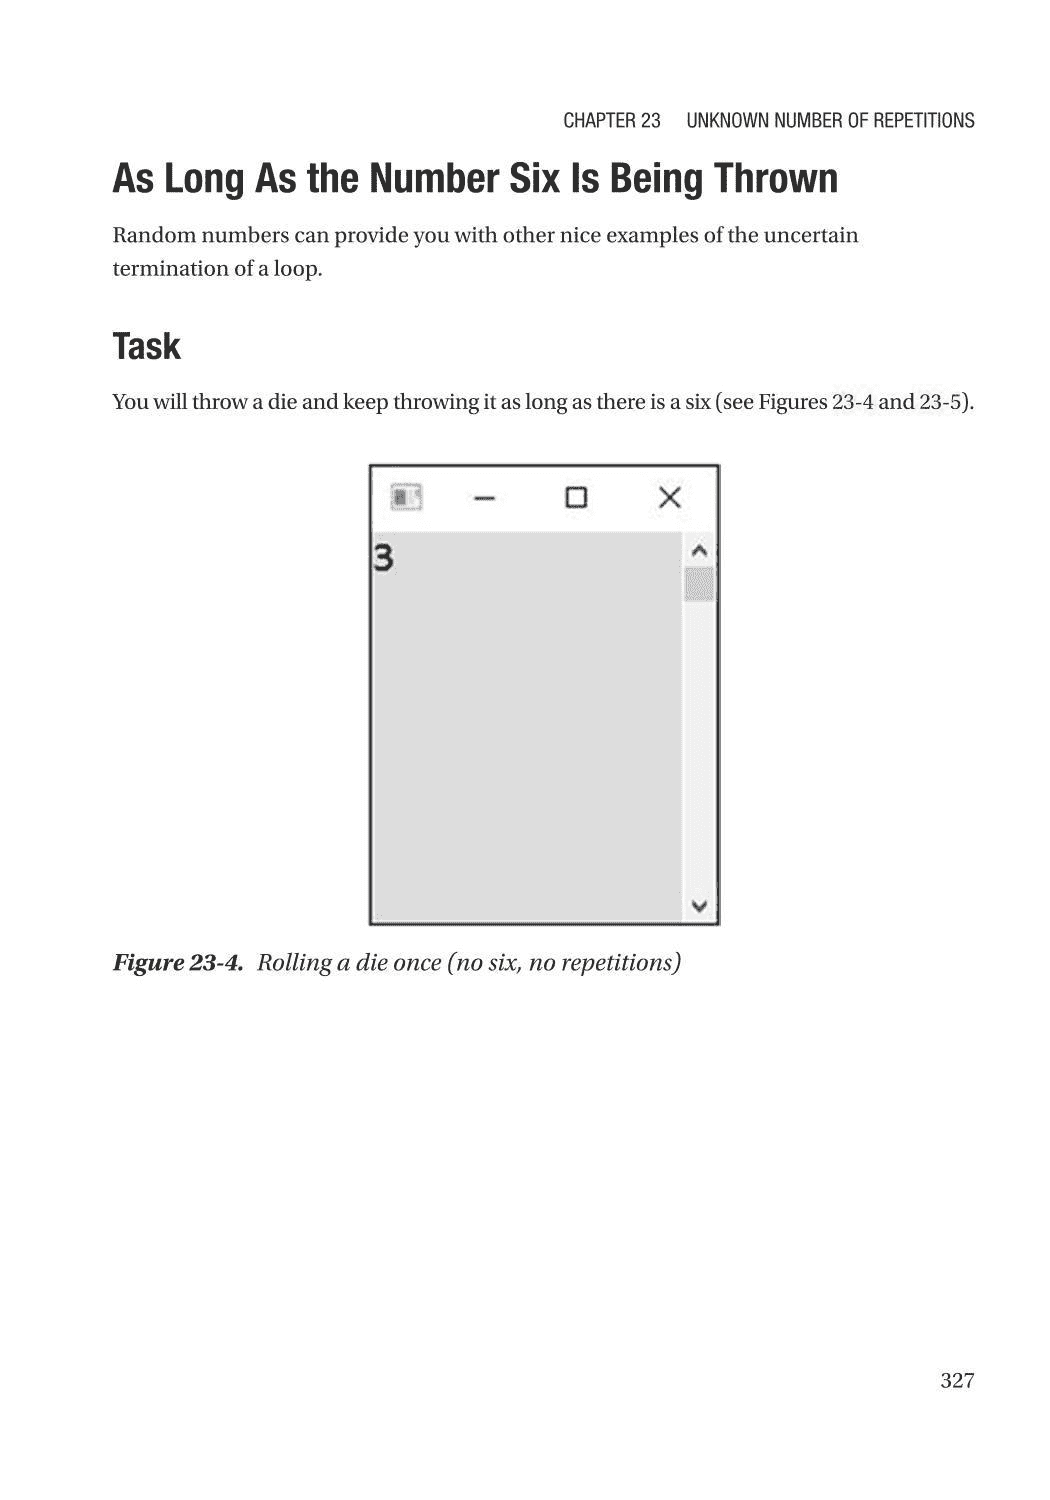 CHAPTER 23 UNKNOWN NUMBER OF REPETITIONS
As Long As the Number Six Is Being Thrown
Random numbers can provide you with other nice examples of the uncertain
termination of a loop.
Task
You will throw a die and keep throwing it as long as there is a six (see Figures 23-4 and 23-5).
3
Figure 23-4. Rolling a die once (no six, no repetitions)
327